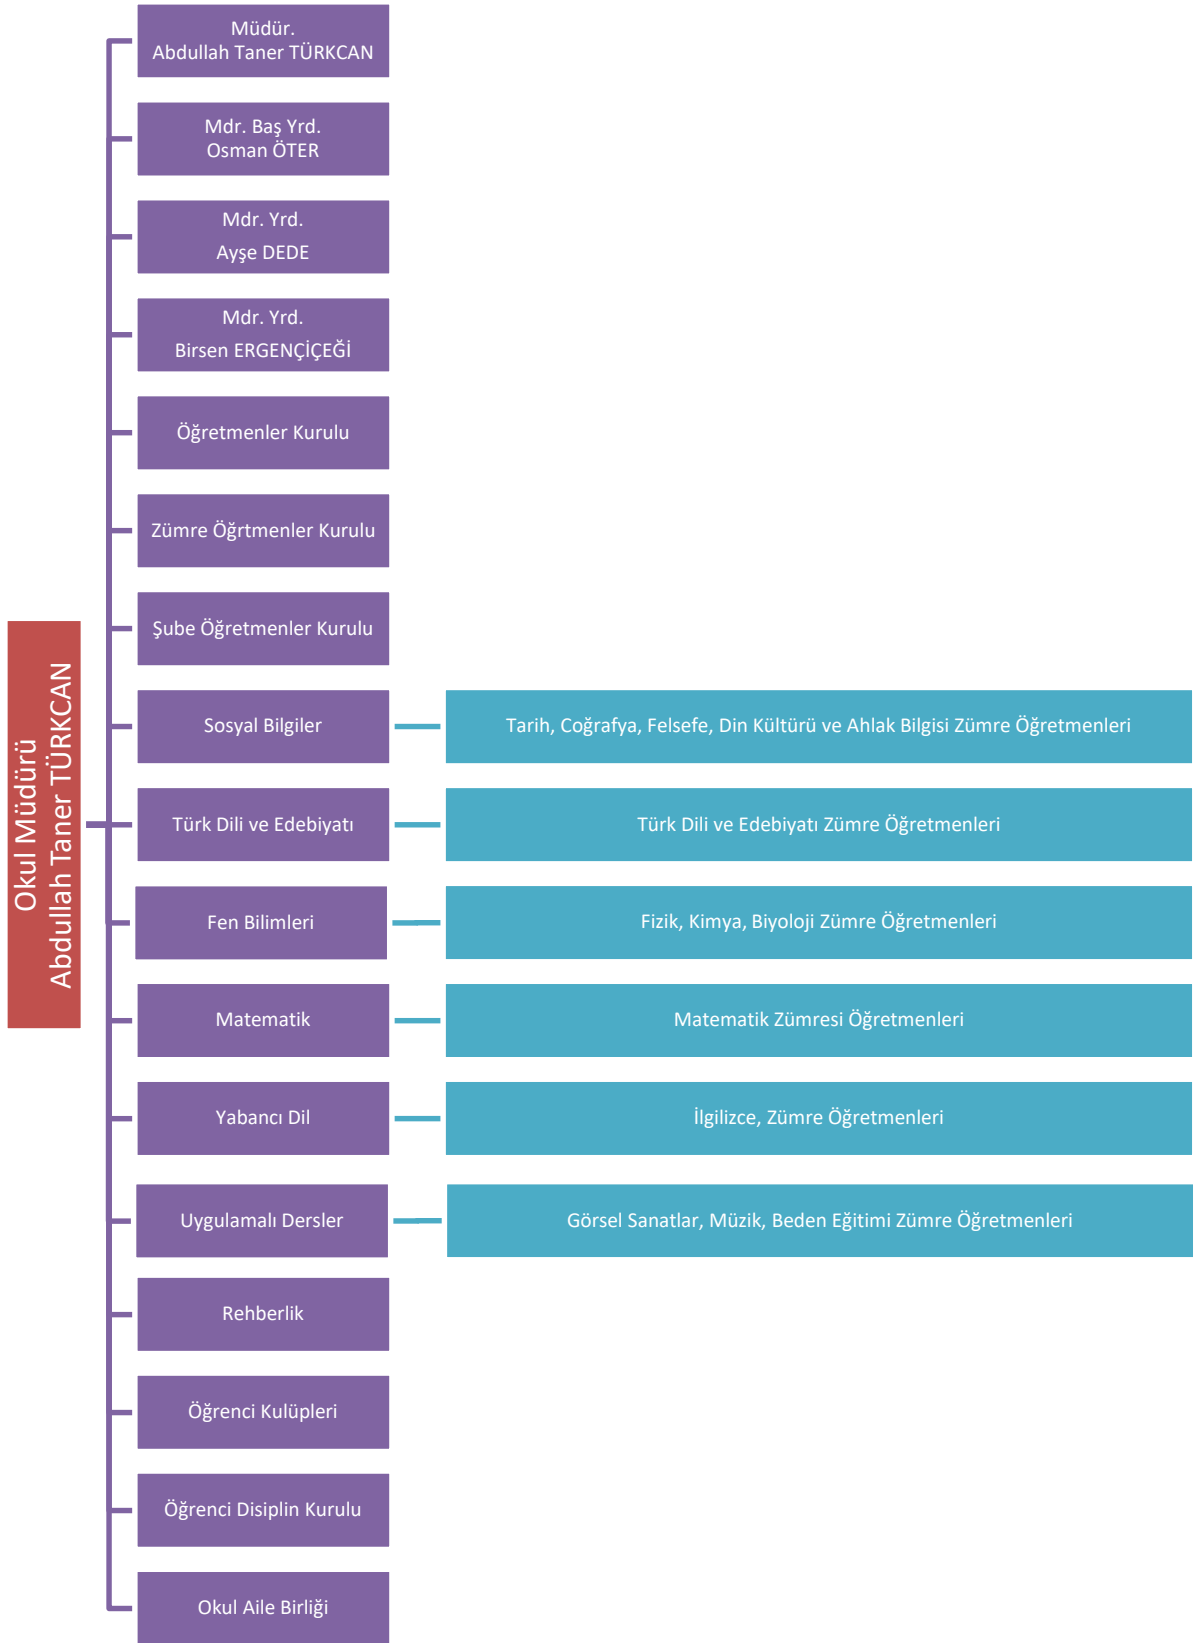 Okul Müdürü
Abdullah Taner TÜRKCAN
Müdür.
Abdullah Taner TÜRKCAN
Mdr. Baş Yrd.
Osman ÖTER
Mdr. Yrd.
Ayşe DEDE
Mdr. Yrd.
Birsen ERGENÇİÇEĞİ
Öğretmenler Kurulu
Zümre Öğrtmenler Kurulu
Şube Öğretmenler Kurulu
Sosyal Bilgiler
Tarih, Coğrafya, Felsefe, Din Kültürü ve Ahlak Bilgisi Zümre Öğretmenleri
Türk Dili ve Edebiyatı
Türk Dili ve Edebiyatı Zümre Öğretmenleri
Fen Bilimleri
Fizik, Kimya, Biyoloji Zümre Öğretmenleri
Matematik
Matematik Zümresi Öğretmenleri
Yabancı Dil
İlgilizce, Zümre Öğretmenleri
Uygulamalı Dersler
Görsel Sanatlar, Müzik, Beden Eğitimi Zümre Öğretmenleri
Rehberlik
Öğrenci Kulüpleri
Öğrenci Disiplin Kurulu
Okul Aile Birliği